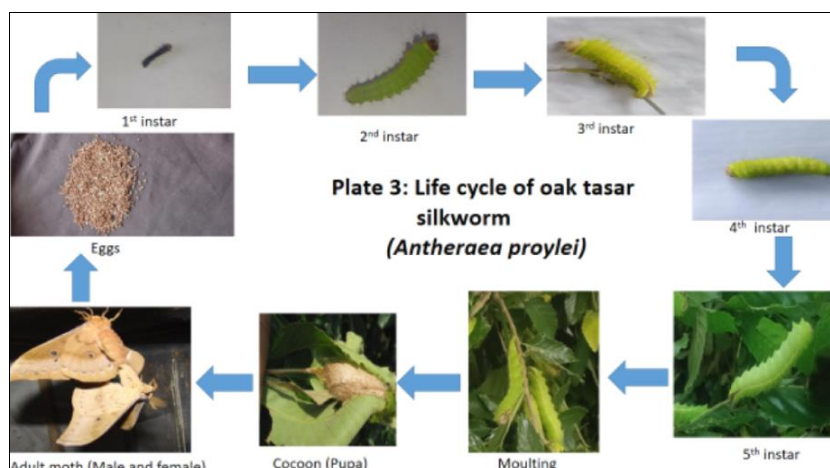 1st instar
2nd instar
3rd instar
Plate 3: Life cycle of oak tasar
silkworm
(Antheraea proylei)
4th instar
Eggs
5th instar
Moulting
Cocoon (Pupa)
Adult moth (Male and female)